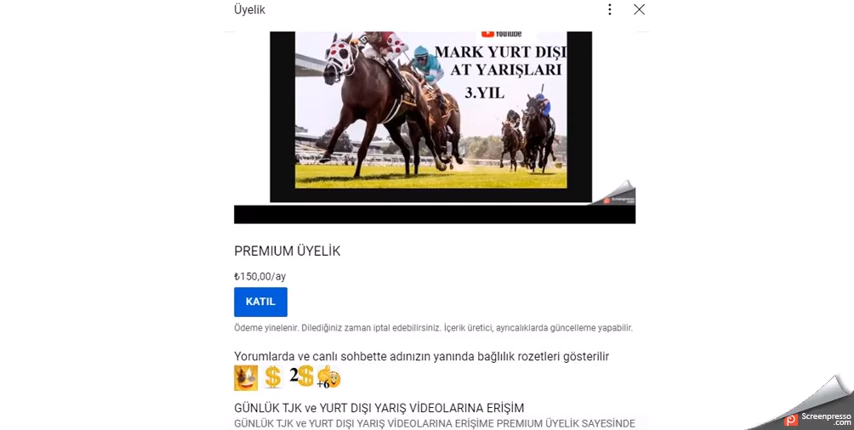 Üyelik
YouTube
MARK YURT DIŞI
AT YARIŞLARI
3.YIL
Screenpresso
.com
PREMIUM ÜYELİK
₺150,00/ay
KATIL
Ödeme yinelenir. Dilediğiniz zaman iptal edebilirsiniz. İçerik üretici, ayrıcalıklarda güncelleme yapabilir.
Yorumlarda ve canlı sohbette adınızın yanında bağlılık rozetleri gösterilir
2 +6
GÜNLÜK TJK ve YURT DIŞI YARIŞ VİDEOLARINA ERİŞİM
GÜNLÜK TJK ve YURT DIŞI YARIŞ VİDEOLARINA ERİŞİME PREMIUM ÜYELİK SAYESİNDE
Screenpresso
.com